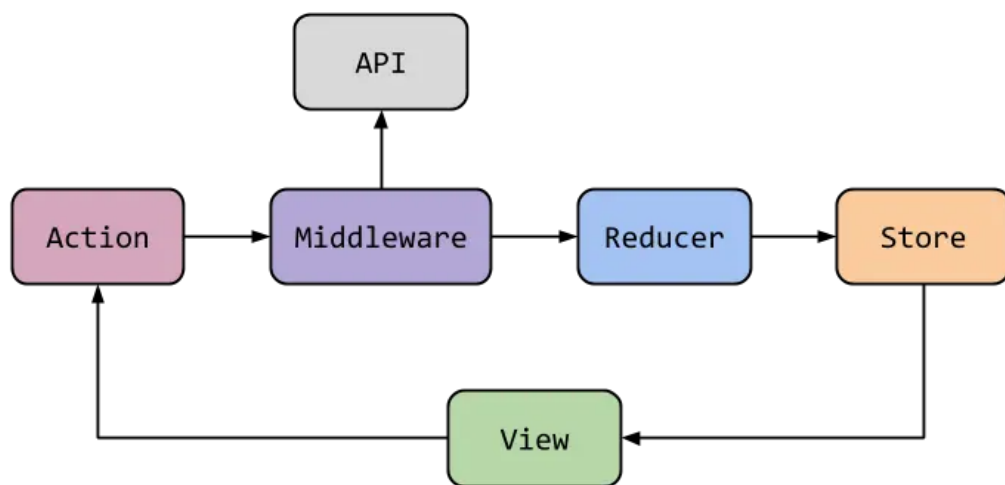 API
Action
Middleware
Reducer
Store
View